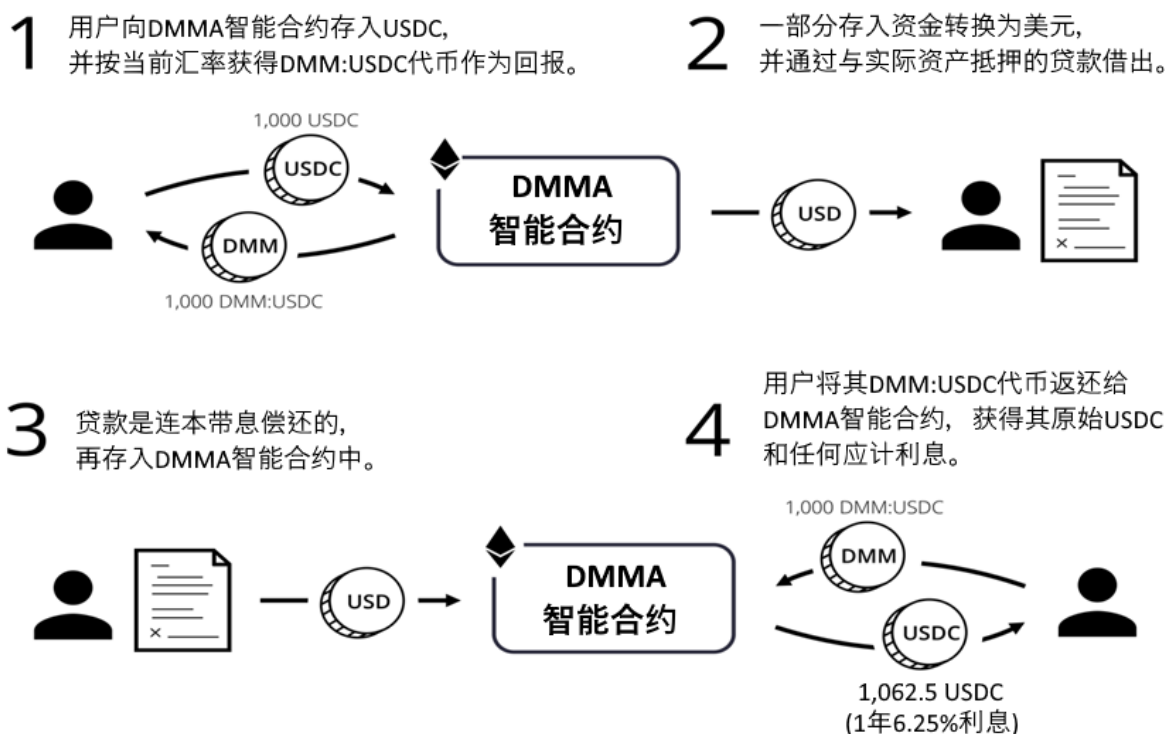 1
用户向DMMA智能合约存入USDC,
并按当前汇率获得DMM:USDC代币作为回报。
1,000 USDC
USDC
DMM
1,000 DMM:USDC
DMMA
智能合约
2
一部分存入资金转换为美元,
并通过与实际资产抵押的贷款借出。
USD
×
3
贷款是连本带息偿还的,
再存入DMMA智能合约中。
×
USD
DMMA
智能合约
4
用户将其DMM:USDC代币返还给
DMMA智能合约, 获得其原始USDC
和任何应计利息。
1,000 DMM:USDC
DMM
USDC
1,062.5 USDC
(1年6.25%利息)